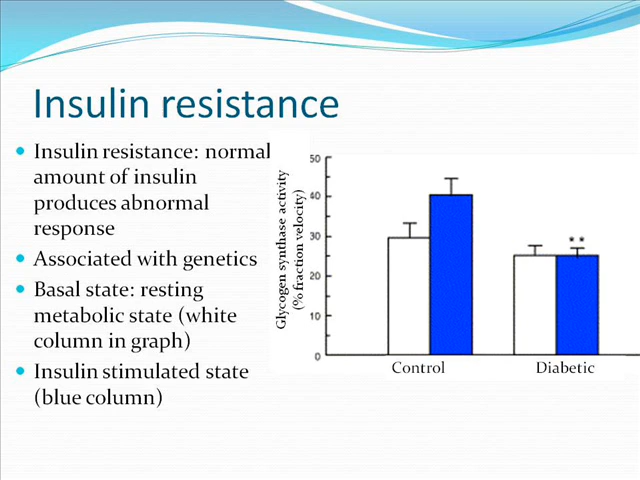 Insulin resistance
Insulin resistance: normal
amount of insulin
produces abnormal
response
Associated with genetics
Basal state: resting
metabolic state (white
column in graph)
Insulin stimulated state
(blue column)
Glycogen synthase activity
(% fraction velocity)
50
40
30
20
10
0
**
Control
Diabetic